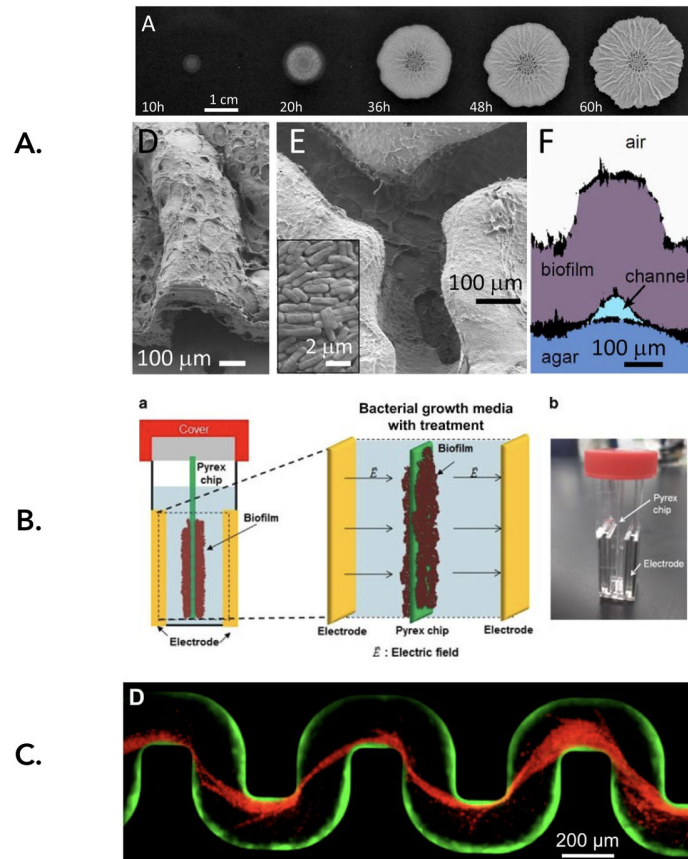 A.
A
10h
1 cm
20h
36h
48h
60h
D
100 μm
E
2 μm
100 μm
F
air
biofilm
channel
agar
100 μm
B.
a
Cover
Pyrex
chip
Biofilm
Electrode
Bacterial growth media
with treatment
Biofilm
E
E
Electrode
Pyrex chip
Electrode
E : Electric field
b
Pyrex
chip
Electrode
C.
D
200 μm